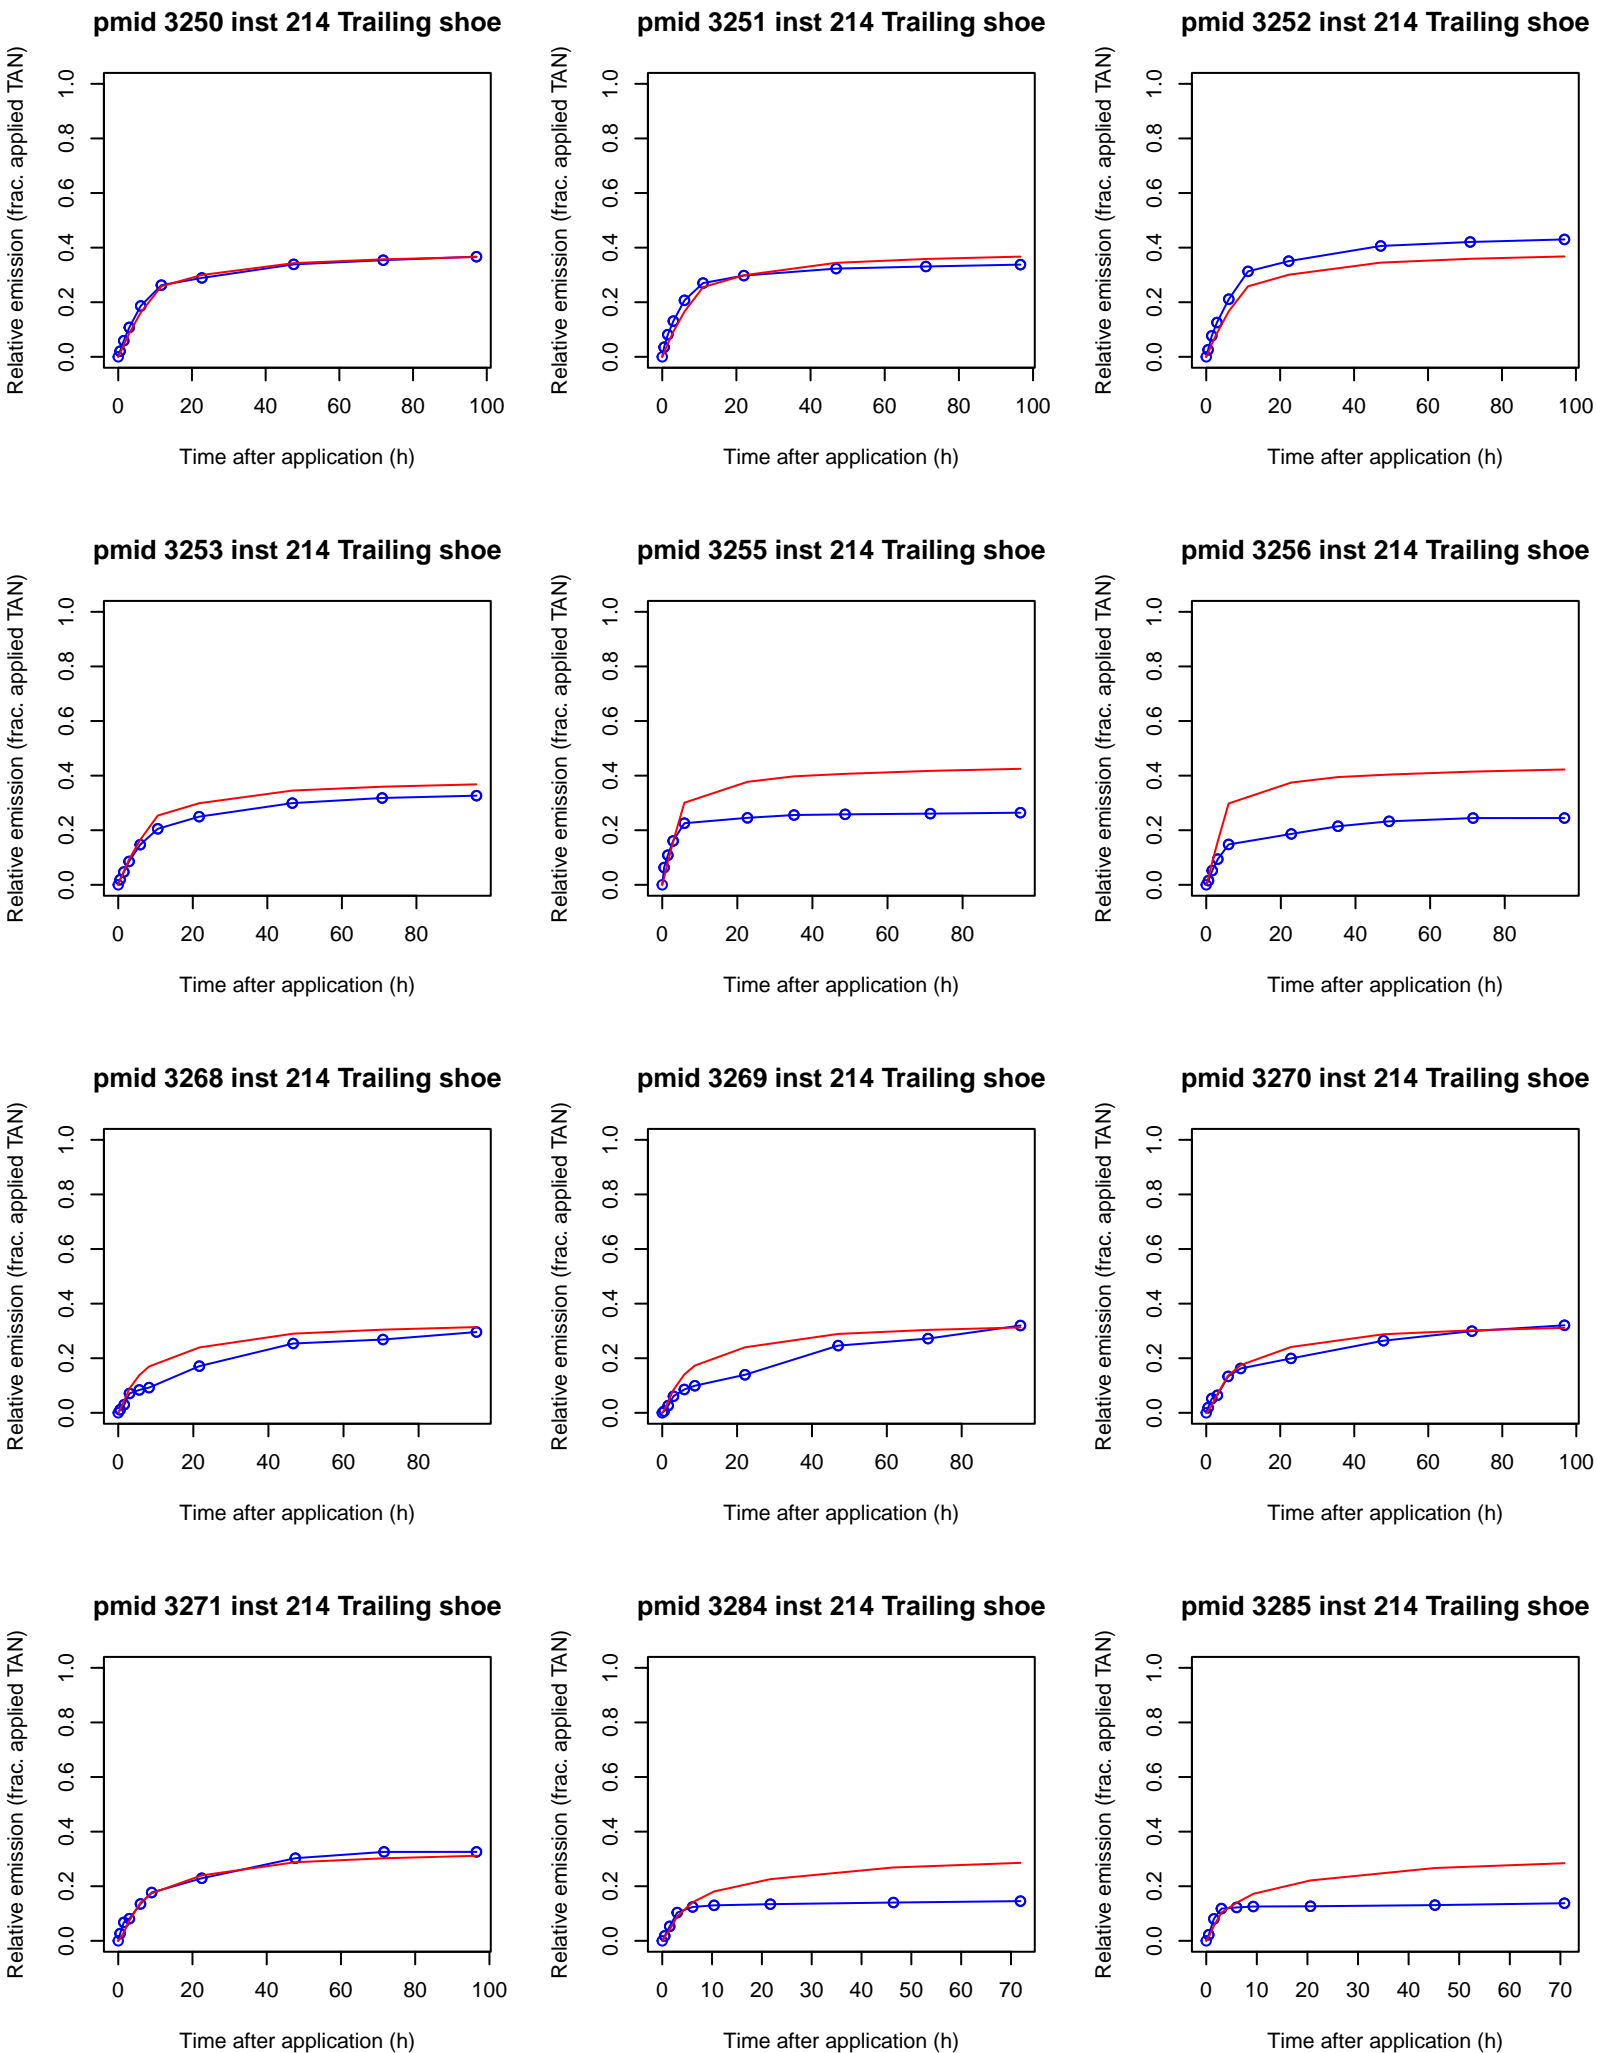 pmid 3250 inst 214 Trailing shoe
Relative emission (frac. applied TAN)
0.0 0.2 0.4 0.6 0.8 1.0
0 20 40 60 80 100
Time after application (h)
pmid 3251 inst 214 Trailing shoe
Relative emission (frac. applied TAN)
0.0 0.2 0.4 0.6 0.8 1.0
0 20 40 60 80 100
Time after application (h)
pmid 3252 inst 214 Trailing shoe
Relative emission (frac. applied TAN)
0.0 0.2 0.4 0.6 0.8 1.0
0 20 40 60 80 100
Time after application (h)
pmid 3253 inst 214 Trailing shoe
Relative emission (frac. applied TAN)
0.0 0.2 0.4 0.6 0.8 1.0
0 20 40 60 80
Time after application (h)
pmid 3255 inst 214 Trailing shoe
Relative emission (frac. applied TAN)
0.0 0.2 0.4 0.6 0.8 1.0
0 20 40 60 80
Time after application (h)
pmid 3256 inst 214 Trailing shoe
Relative emission (frac. applied TAN)
0.0 0.2 0.4 0.6 0.8 1.0
0 20 40 60 80
Time after application (h)
pmid 3268 inst 214 Trailing shoe
Relative emission (frac. applied TAN)
0.0 0.2 0.4 0.6 0.8 1.0
0 20 40 60 80
Time after application (h)
pmid 3269 inst 214 Trailing shoe
Relative emission (frac. applied TAN)
0.0 0.2 0.4 0.6 0.8 1.0
0 20 40 60 80
Time after application (h)
pmid 3270 inst 214 Trailing shoe
Relative emission (frac. applied TAN)
0.0 0.2 0.4 0.6 0.8 1.0
0 20 40 60 80 100
Time after application (h)
pmid 3271 inst 214 Trailing shoe
Relative emission (frac. applied TAN)
0.0 0.2 0.4 0.6 0.8 1.0
0 20 40 60 80 100
Time after application (h)
pmid 3284 inst 214 Trailing shoe
Relative emission (frac. applied TAN)
0.0 0.2 0.4 0.6 0.8 1.0
0 10 20 30 40 50 60 70
Time after application (h)
pmid 3285 inst 214 Trailing shoe
Relative emission (frac. applied TAN)
0.0 0.2 0.4 0.6 0.8 1.0
0 10 20 30 40 50 60 70
Time after application (h)